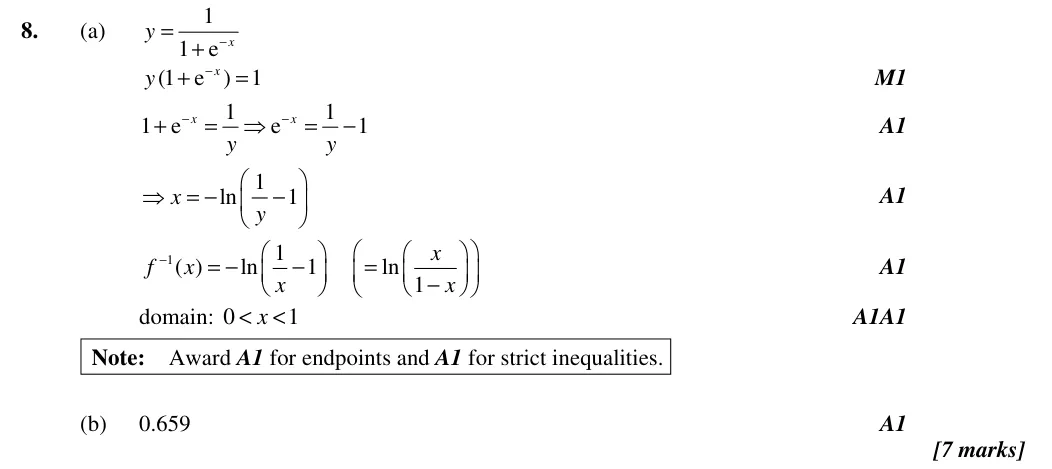 8. (a) y = 1/(1 + e^{−x})
y(1 + e^{−x}) = 1 M1
1 + e^{−x} = 1/y ⇒ e^{−x} = 1/y − 1 A1
⇒ x = −ln(1/y − 1) A1
f^{−1}(x) = −ln(1/x − 1) (= ln(x/(1 − x))) A1
domain: 0 < x < 1 A1A1
Note: Award A1 for endpoints and A1 for strict inequalities.
(b) 0.659 A1
[7 marks]